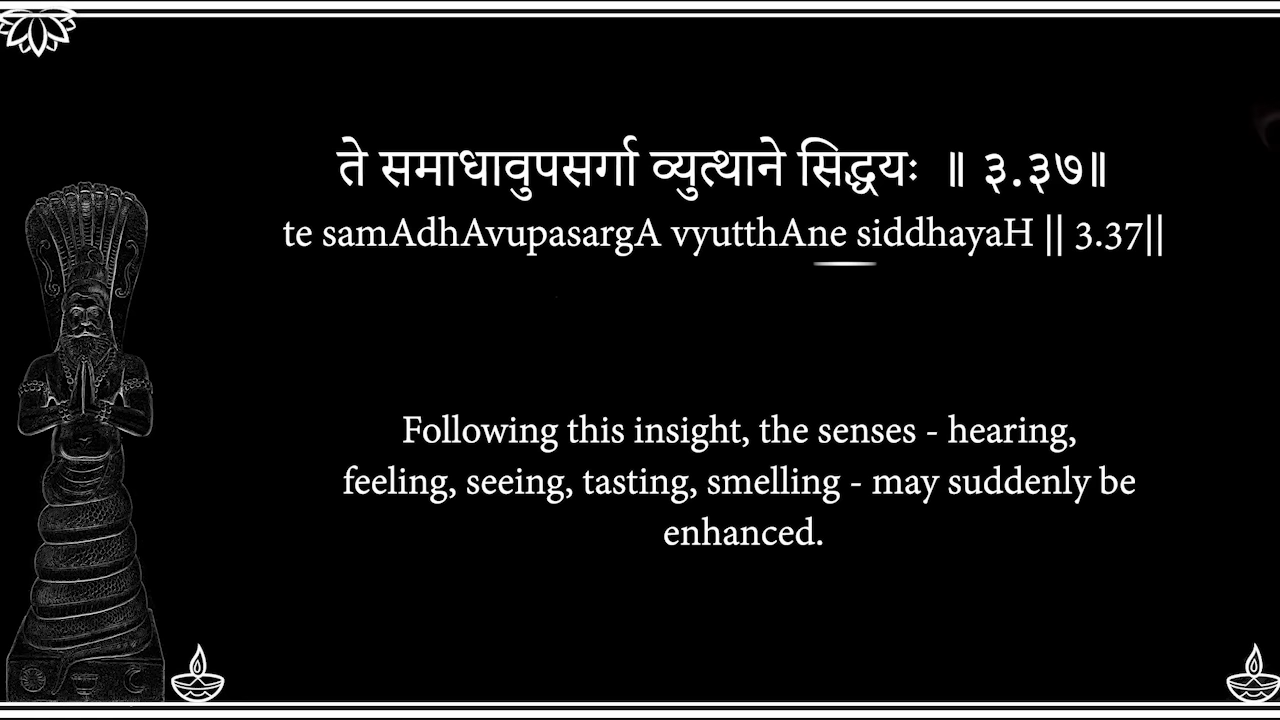 ते समाधावुपसर्गा व्युत्थाने सिद्धयः ॥ ३.३७॥
te samAdhAvupasargA vyutthAne siddhayaH || 3.37||
Following this insight, the senses - hearing,
feeling, seeing, tasting, smelling - may suddenly be
enhanced.